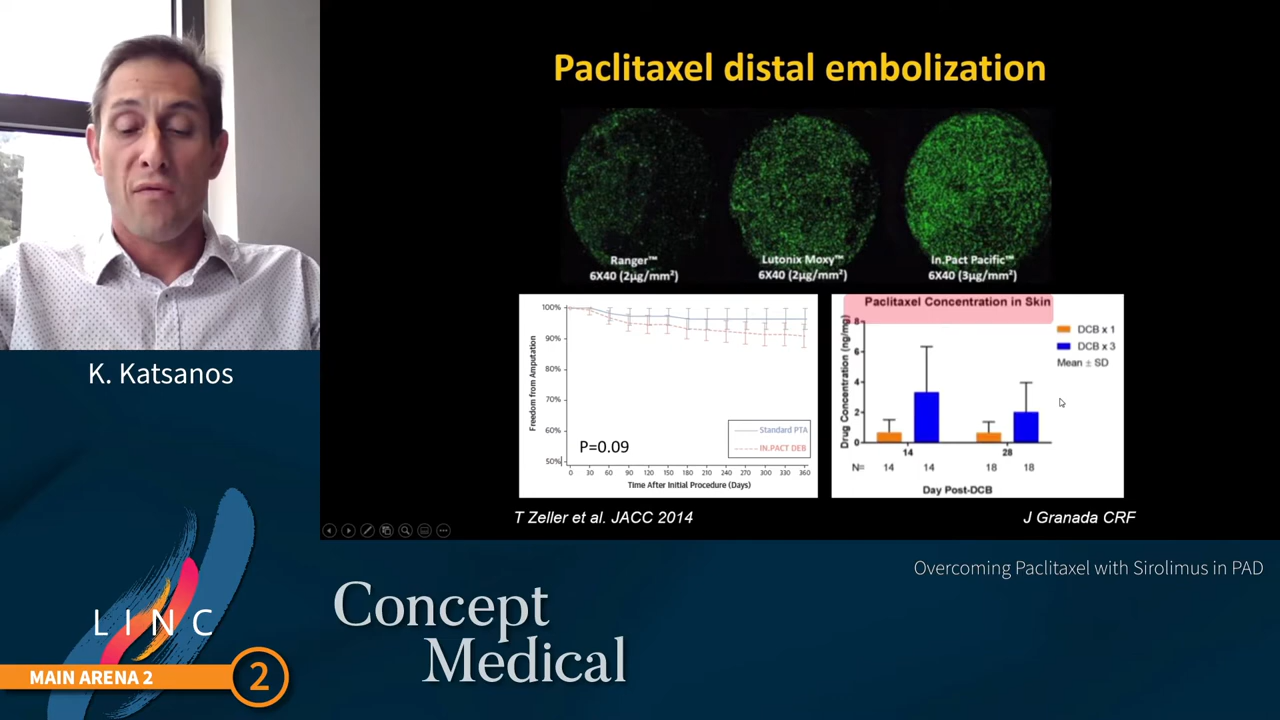 Paclitaxel distal embolization
Ranger™
6X40 (2µg/mm²)
Lutonix Moxy™
6X40 (2µg/mm²)
In.Pact Pacific™
6X40 (3µg/mm²)
Freedom from Amputation
100%
90%
80%
70%
60%
50%
P=0.09
Standard PTA
IN.PACT DEB
0 30 60 90 120 150 180 210 240 270 300 330 360
Time After Initial Procedure (Days)
Paclitaxel Concentration in Skin
Drug Concentration (ng/mg)
8
6
4
2
0
DCB x 1
DCB x 3
Mean ± SD
14 28
N= 14 14 18 18
Day Post-DCB
T Zeller et al. JACC 2014
J Granada CRF
K. Katsanos
Overcoming Paclitaxel with Sirolimus in PAD
Concept
Medical
LINC
MAIN ARENA 2
2